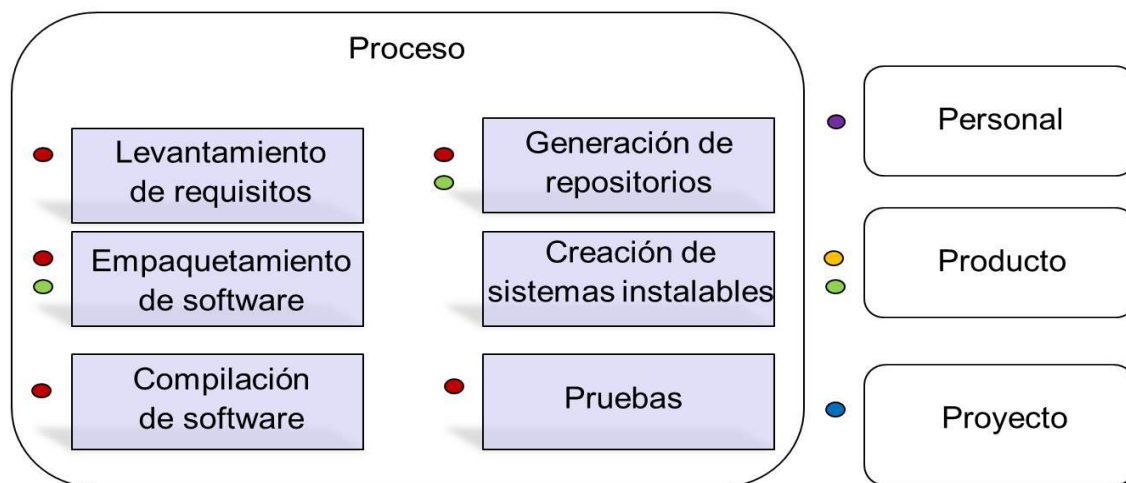 Proceso
Levantamiento
de requisitos
Generación de
repositorios
Empaquetamiento
de software
Creación de
sistemas instalables
Compilación
de software
Pruebas
Personal
Producto
Proyecto